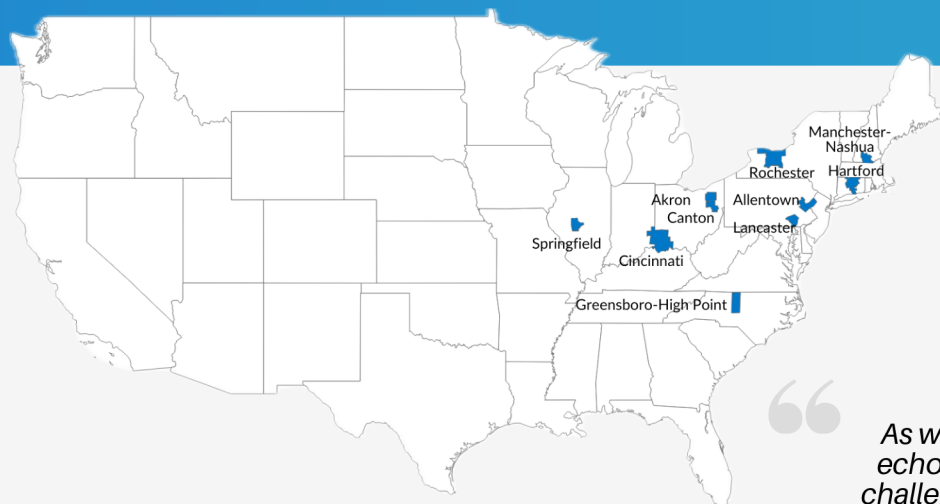 Manchester-
Nashua
Rochester
Hartford
Akron
Canton
Allentown
Lancaster
Springfield
Cincinnati
Greensboro-High Point
“
As w
echo
challe